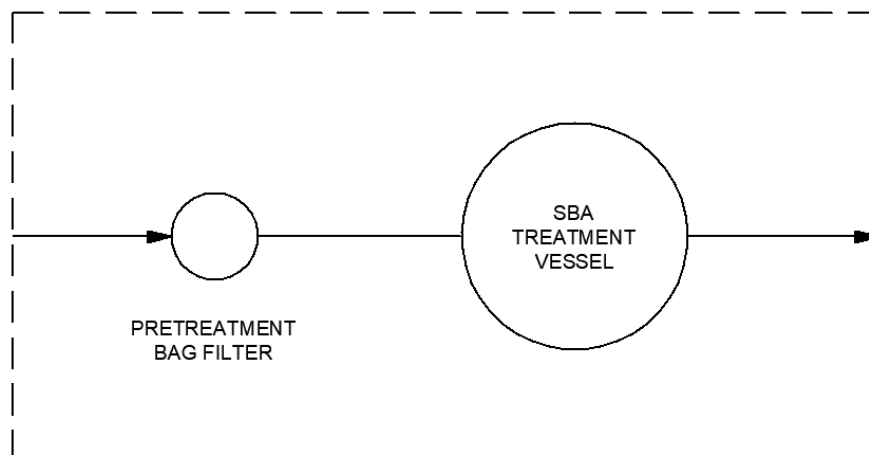 SBA
TREATMENT
VESSEL
PRETREATMENT
BAG FILTER